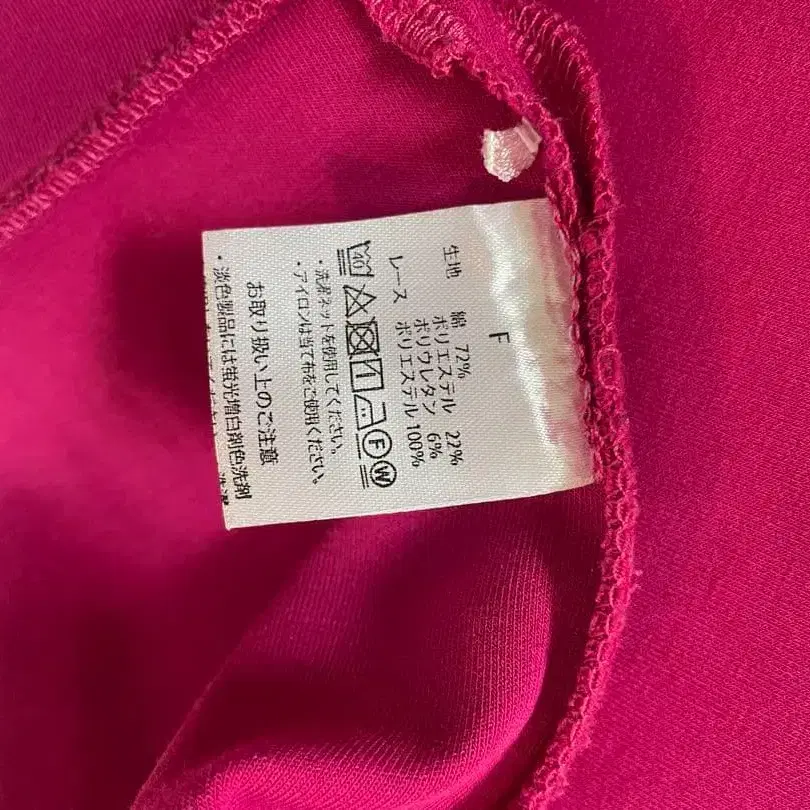 F
生地 綿 72%
ポリエステル 22%
ポリウレタン 6%
レース ポリエステル 100%
40 F W
・洗濯ネットを使用してください。
・アイロンは当て布をご使用ください。
お取り扱い上のご注意
・淡色製品には蛍光増白剤色洗剤